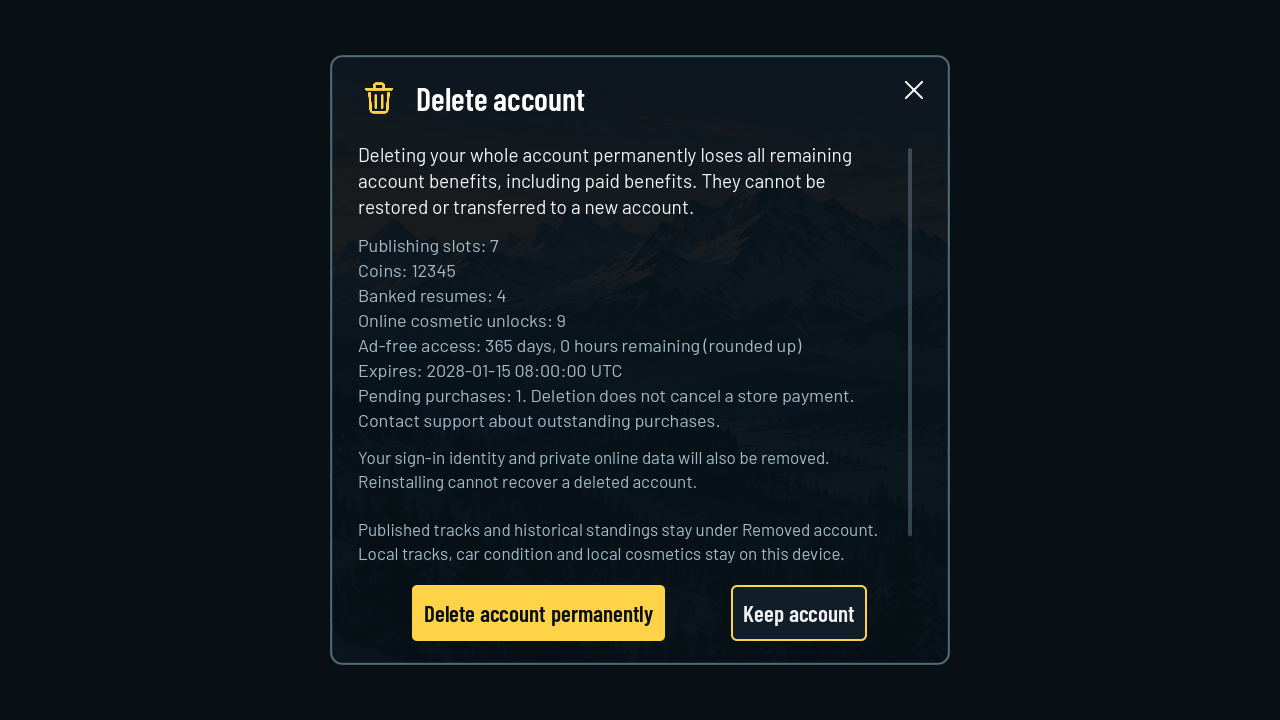 Delete account
Deleting your whole account permanently loses all remaining
account benefits, including paid benefits. They cannot be
restored or transferred to a new account.
Publishing slots: 7
Coins: 12345
Banked resumes: 4
Online cosmetic unlocks: 9
Ad-free access: 365 days, 0 hours remaining (rounded up)
Expires: 2028-01-15 08:00:00 UTC
Pending purchases: 1. Deletion does not cancel a store payment.
Contact support about outstanding purchases.
Your sign-in identity and private online data will also be removed.
Reinstalling cannot recover a deleted account.
Published tracks and historical standings stay under Removed account.
Local tracks, car condition and local cosmetics stay on this device.
Delete account permanently
Keep account